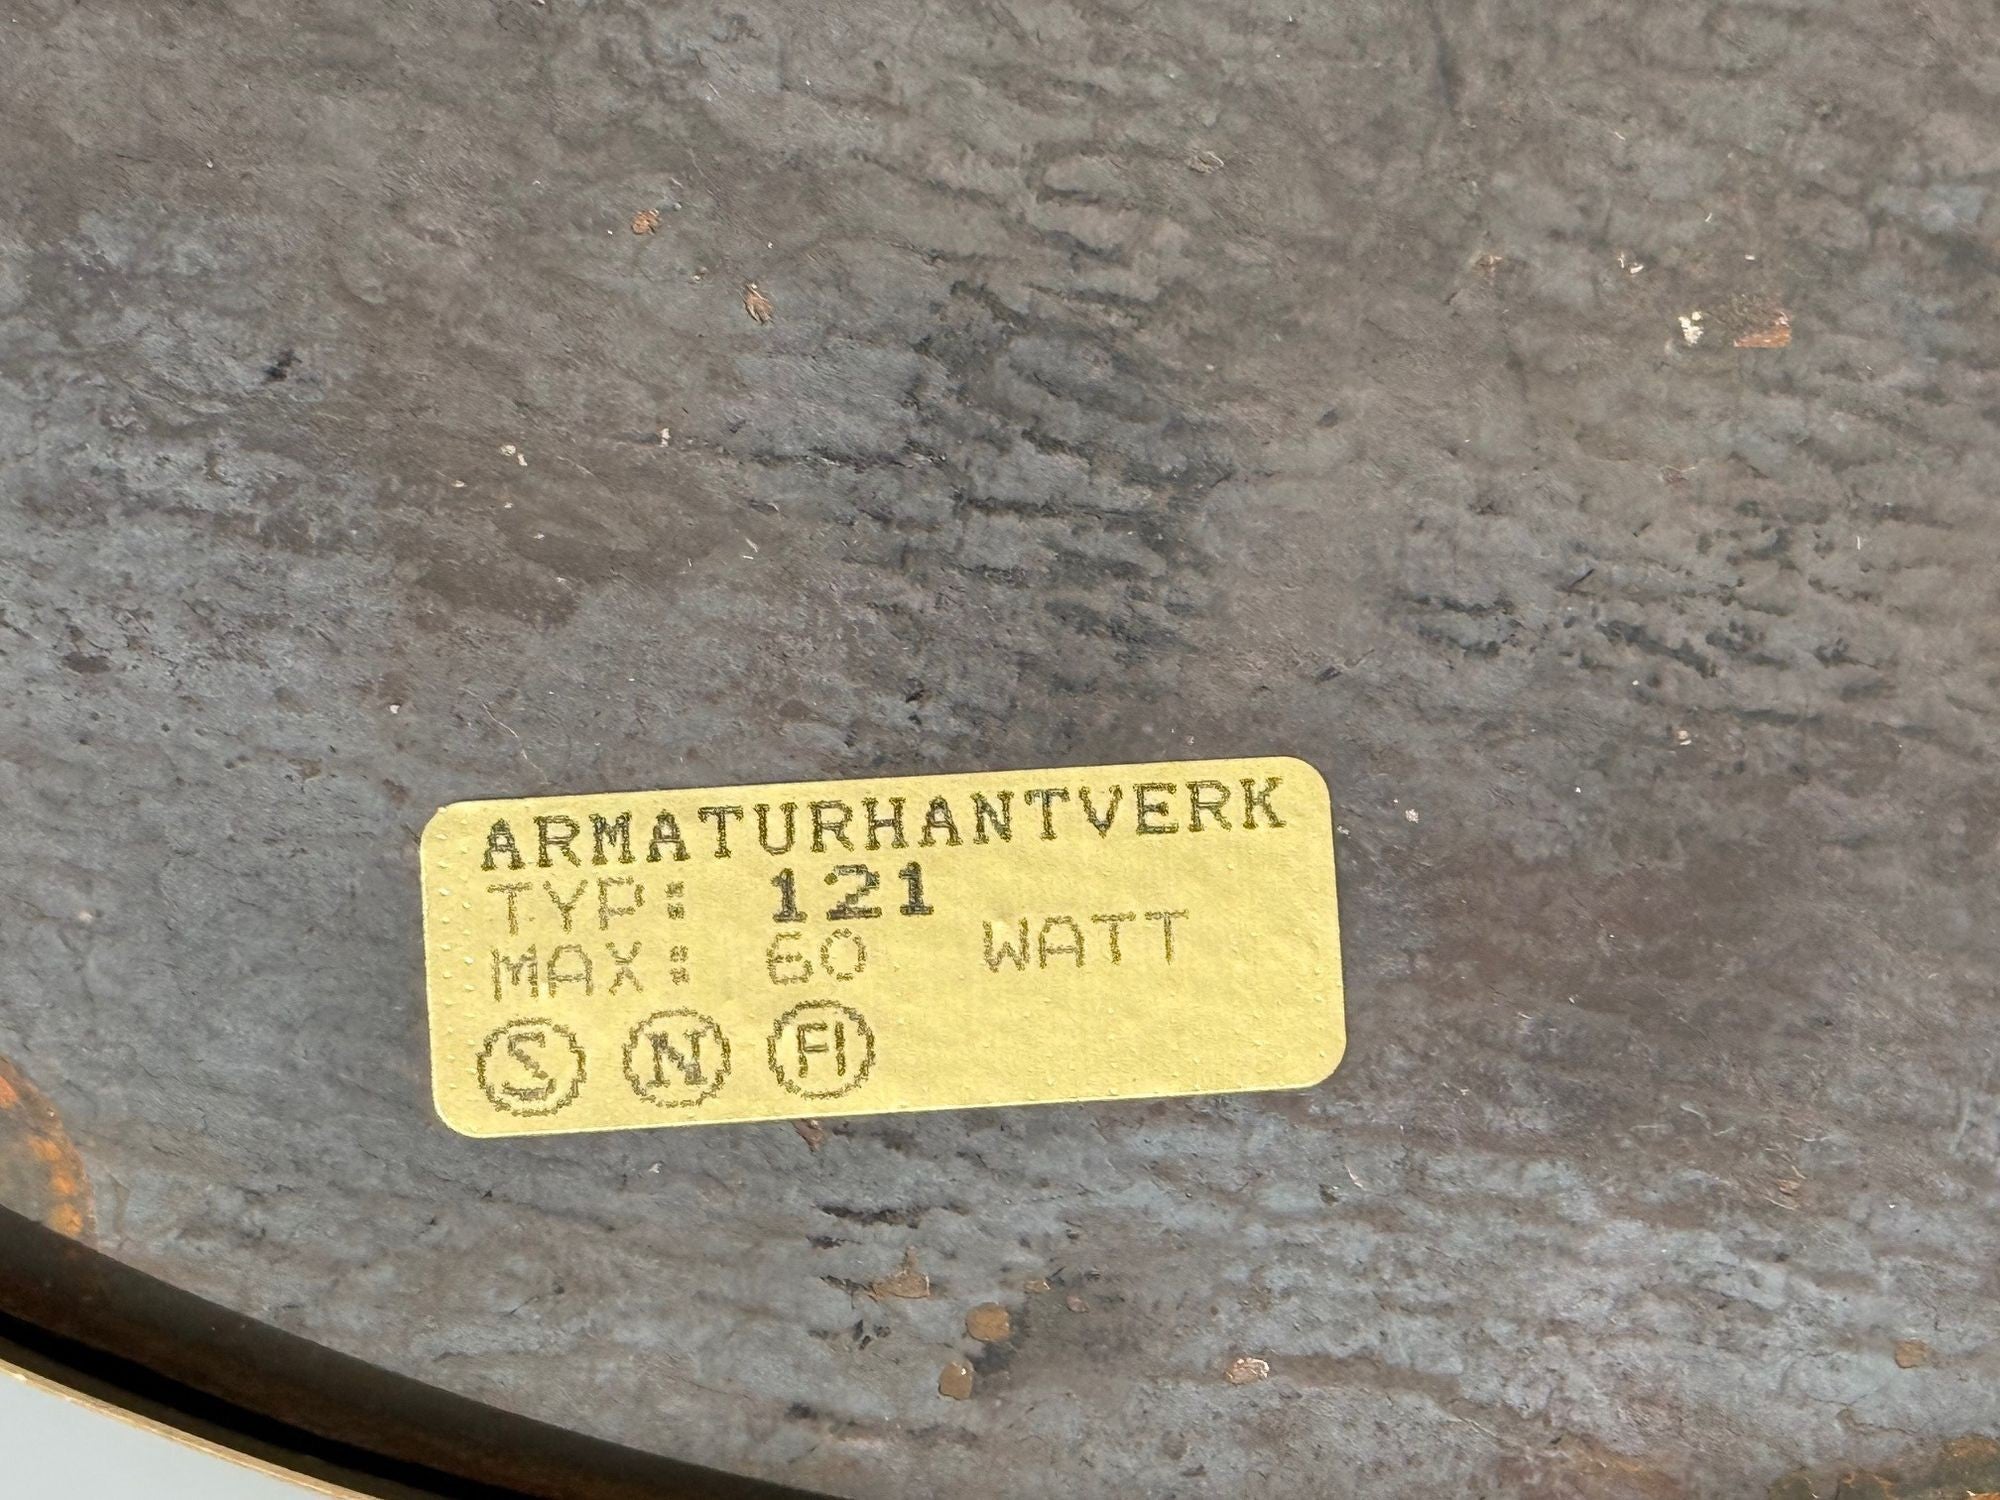 ARMATURHANTVERK
TYP: 121
MAX: 60 WATT
S N FI